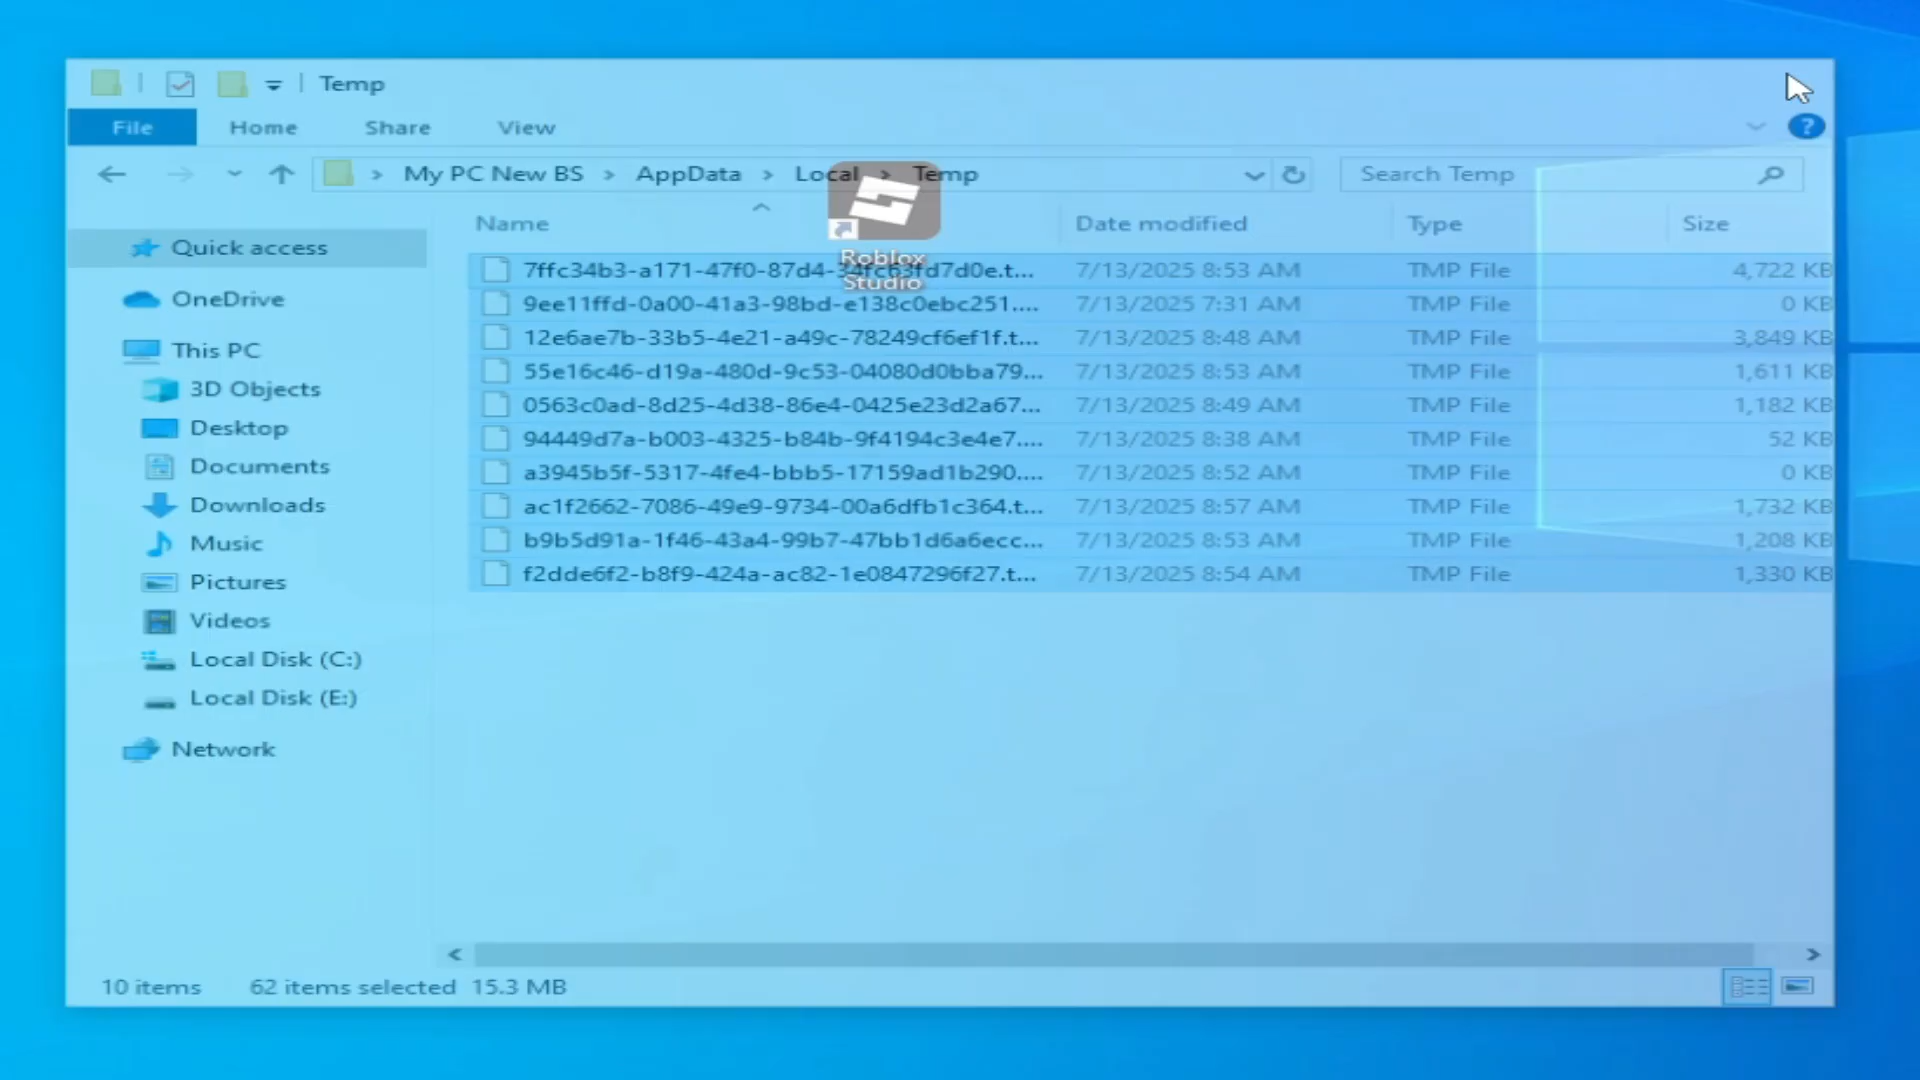 Temp
File Home Share View
My PC New BS > AppData > Local > Temp Search Temp
Roblox
Studio
Name Date modified Type Size
7ffc34b3-a171-47f0-87d4-34fc63fd7d0e.t... 7/13/2025 8:53 AM TMP File 4,722 KB
9ee11ffd-0a00-41a3-98bd-e138c0ebc251.... 7/13/2025 7:31 AM TMP File 0 KB
12e6ae7b-33b5-4e21-a49c-78249cf6ef1f.t... 7/13/2025 8:48 AM TMP File 3,849 KB
55e16c46-d19a-480d-9c53-04080d0bba79... 7/13/2025 8:53 AM TMP File 1,611 KB
0563c0ad-8d25-4d38-86e4-0425e23d2a67... 7/13/2025 8:49 AM TMP File 1,182 KB
94449d7a-b003-4325-b84b-9f4194c3e4e7.... 7/13/2025 8:38 AM TMP File 52 KB
a3945b5f-5317-4fe4-bbb5-17159ad1b290.... 7/13/2025 8:52 AM TMP File 0 KB
ac1f2662-7086-49e9-9734-00a6dfb1c364.t... 7/13/2025 8:57 AM TMP File 1,732 KB
b9b5d91a-1f46-43a4-99b7-47bb1d6a6ecc... 7/13/2025 8:53 AM TMP File 1,208 KB
f2dde6f2-b8f9-424a-ac82-1e0847296f27.t... 7/13/2025 8:54 AM TMP File 1,330 KB
Quick access
OneDrive
This PC
3D Objects
Desktop
Documents
Downloads
Music
Pictures
Videos
Local Disk (C:)
Local Disk (E:)
Network
10 items 62 items selected 15.3 MB